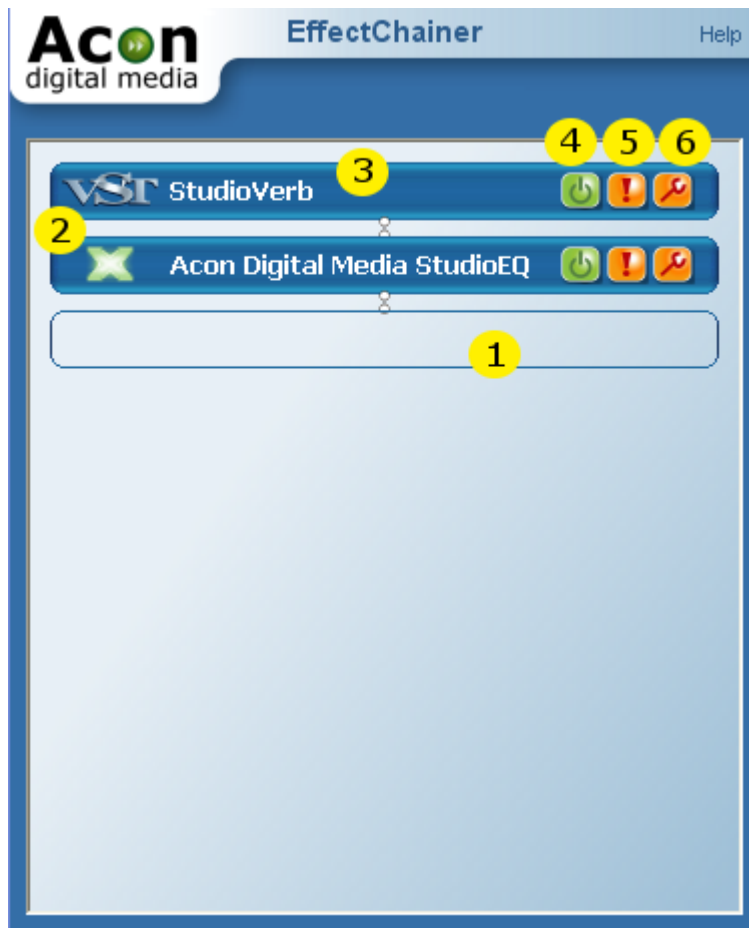 Acon
digital media
EffectChainer
Help
4 5 6
3
VST StudioVerb
2
Acon Digital Media StudioEQ
1